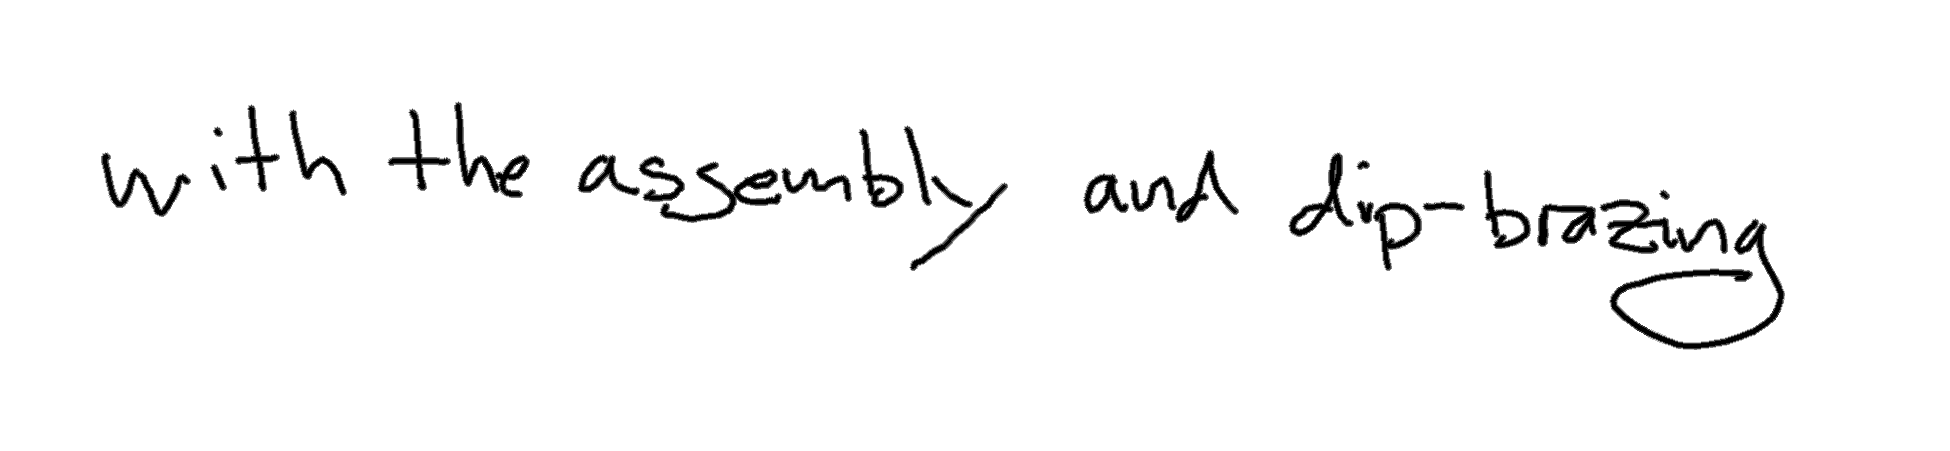 with the assembly and dip-brazing